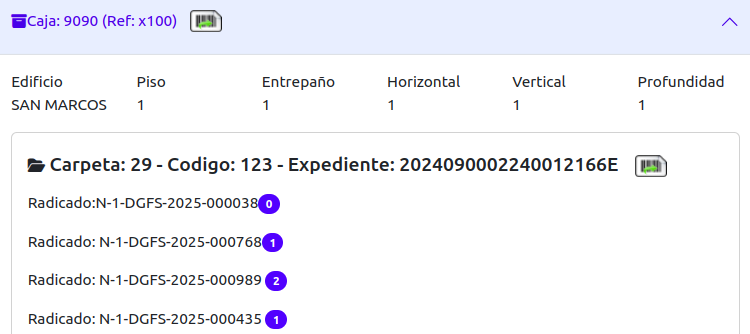 Caja: 9090 (Ref: x100)
Edificio Piso Entrepaño Horizontal Vertical Profundidad
SAN MARCOS 1 1 1 1 1
Carpeta: 29 - Codigo: 123 - Expediente: 2024090002240012166E
Radicado:N-1-DGFS-2025-000038 0
Radicado: N-1-DGFS-2025-000768 1
Radicado: N-1-DGFS-2025-000989 2
Radicado: N-1-DGFS-2025-000435 1